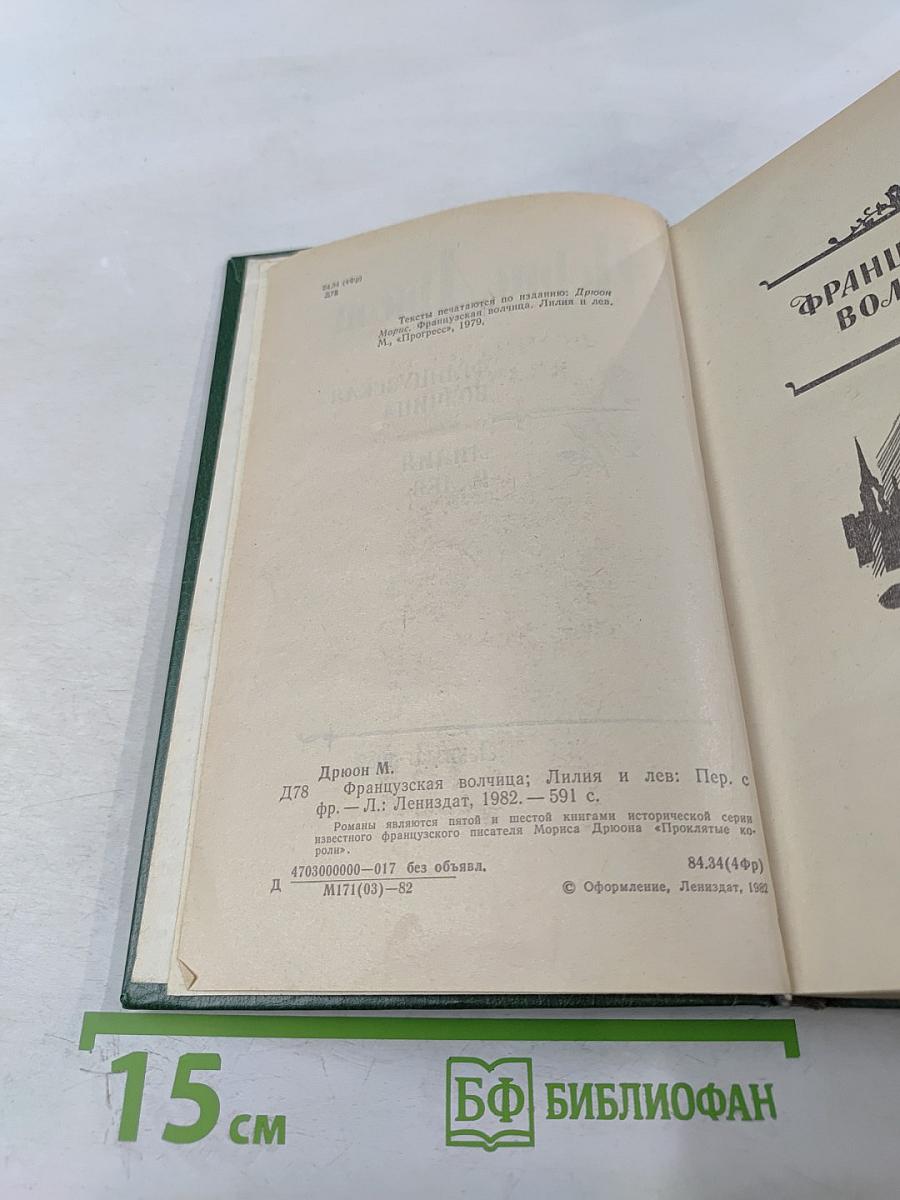 84.34 (4Фр)
Д78
Тексты печатаются по изданию: Дрюон
Морис. Французская волчица. Лилия и лев.
М., «Прогресс», 1979.
Дрюон М.
Д78 Французская волчица; Лилия и лев: Пер. с
фр. — Л.: Лениздат, 1982. — 591 с.
Романы являются пятой и шестой книгами исторической серии
известного французского писателя Мориса Дрюона «Проклятые ко-
роли».
Д 4703000000—017 без объявл.
М171(03)—82
84.34(4Фр)
© Оформление, Лениздат, 1982
15 см
БФ БИБЛИОФАН